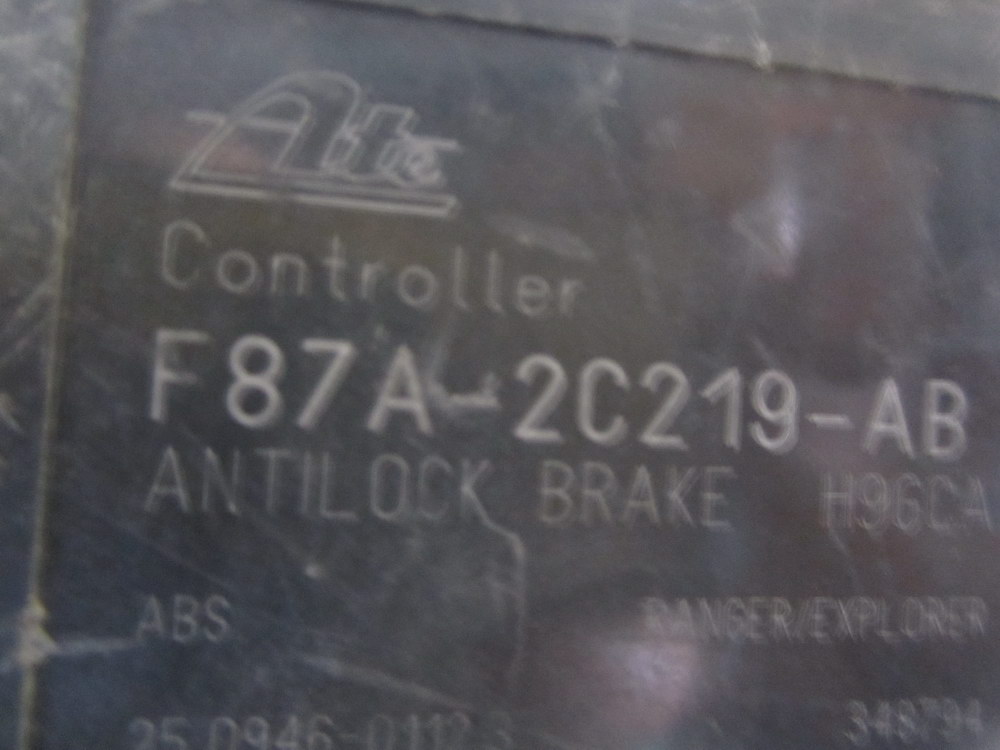 Ate
Controller
F87A-2C219-AB
ANTILOCK BRAKE H96CA
ABS RANGER/EXPLORER